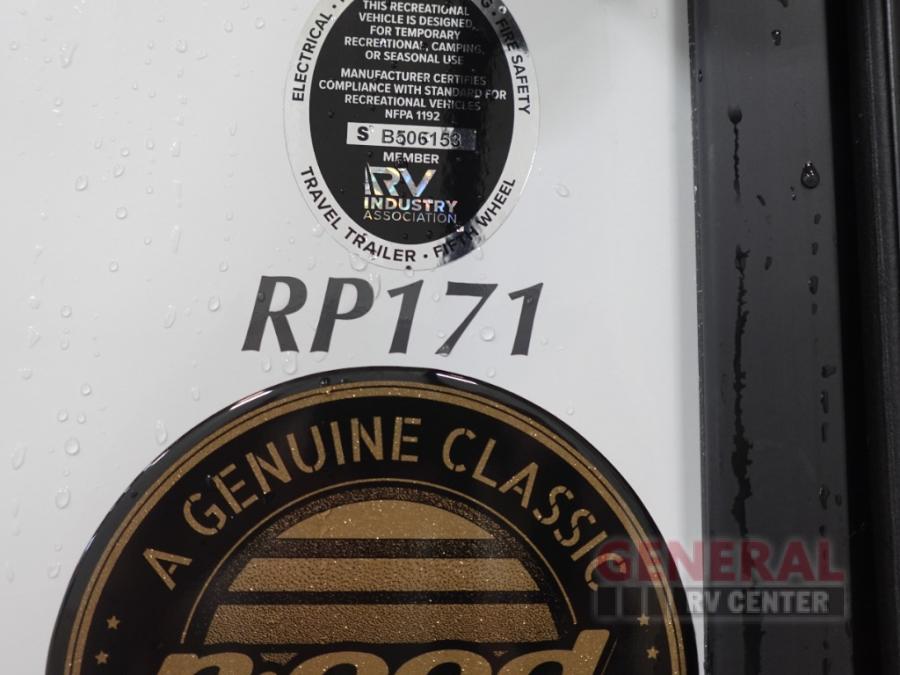 ELECTRICAL ·
G · FIRE SAFETY
THIS RECREATIONAL
VEHICLE IS DESIGNED
FOR TEMPORARY
RECREATIONAL, CAMPING,
OR SEASONAL USE
MANUFACTURER CERTIFIES
COMPLIANCE WITH STANDARD FOR
RECREATIONAL VEHICLES
NFPA 1192
S B506153
MEMBER
RV
INDUSTRY
ASSOCIATION
TRAVEL TRAILER · FIFTH WHEEL
RP171
A GENUINE CLASSIC
GENERAL
RV CENTER